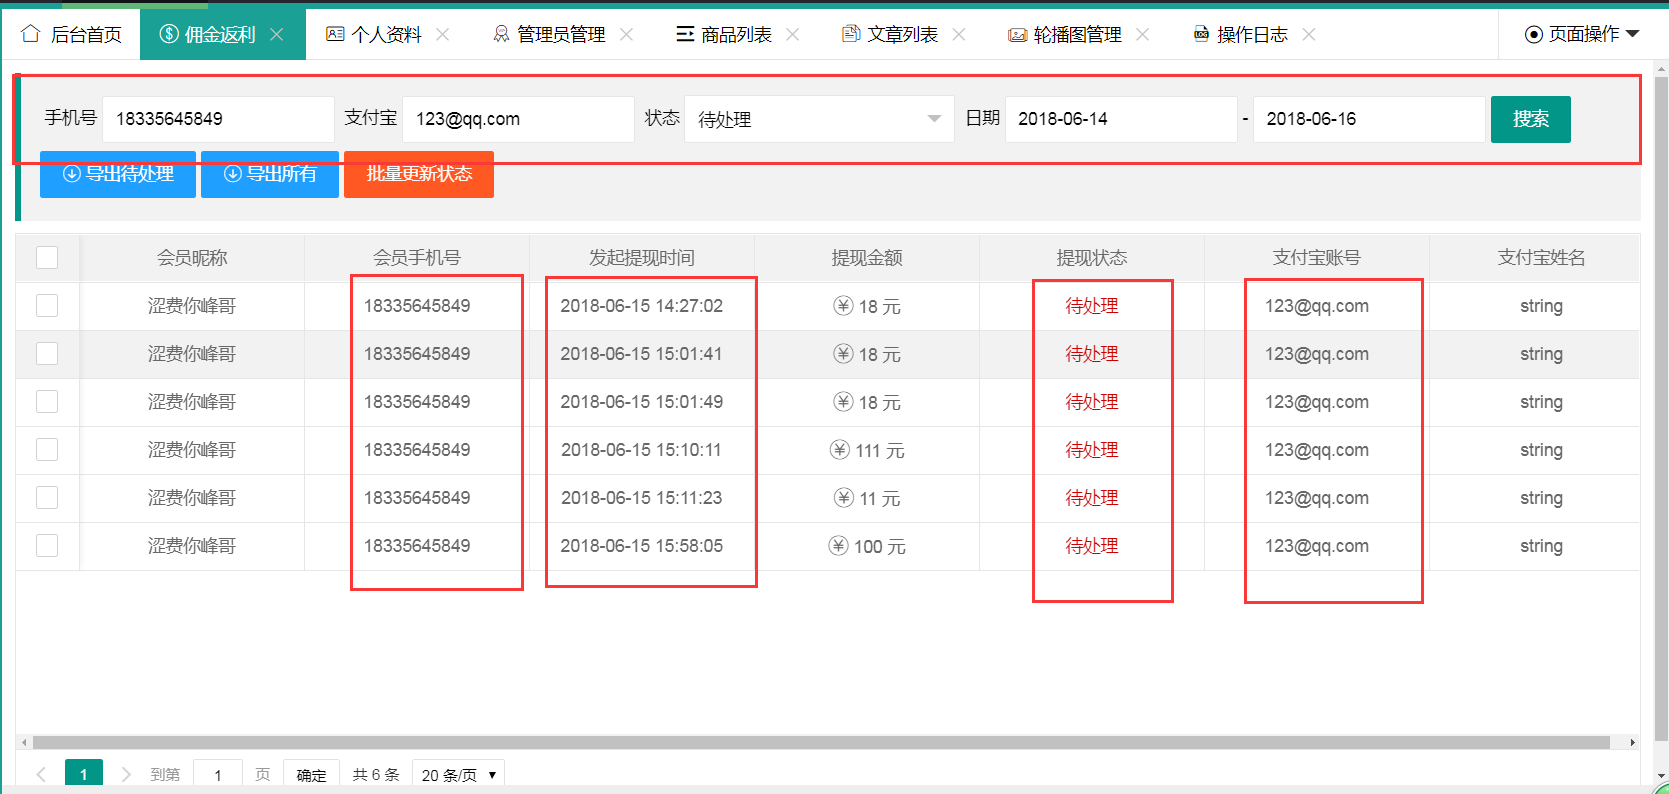 后台首页 佣金返利 个人资料 管理员管理 商品列表 文章列表 轮播图管理 操作日志 页面操作
手机号 18335645849 支付宝 123@qq.com 状态 待处理 日期 2018-06-14 - 2018-06-16 搜索
导出待处理 导出所有 批量更新状态
会员昵称 会员手机号 发起提现时间 提现金额 提现状态 支付宝账号 支付宝姓名
涩费你峰哥 18335645849 2018-06-15 14:27:02 ¥ 18 元 待处理 123@qq.com string
涩费你峰哥 18335645849 2018-06-15 15:01:41 ¥ 18 元 待处理 123@qq.com string
涩费你峰哥 18335645849 2018-06-15 15:01:49 ¥ 18 元 待处理 123@qq.com string
涩费你峰哥 18335645849 2018-06-15 15:10:11 ¥ 111 元 待处理 123@qq.com string
涩费你峰哥 18335645849 2018-06-15 15:11:23 ¥ 11 元 待处理 123@qq.com string
涩费你峰哥 18335645849 2018-06-15 15:58:05 ¥ 100 元 待处理 123@qq.com string
1 到第 1 页 确定 共 6 条 20 条/页